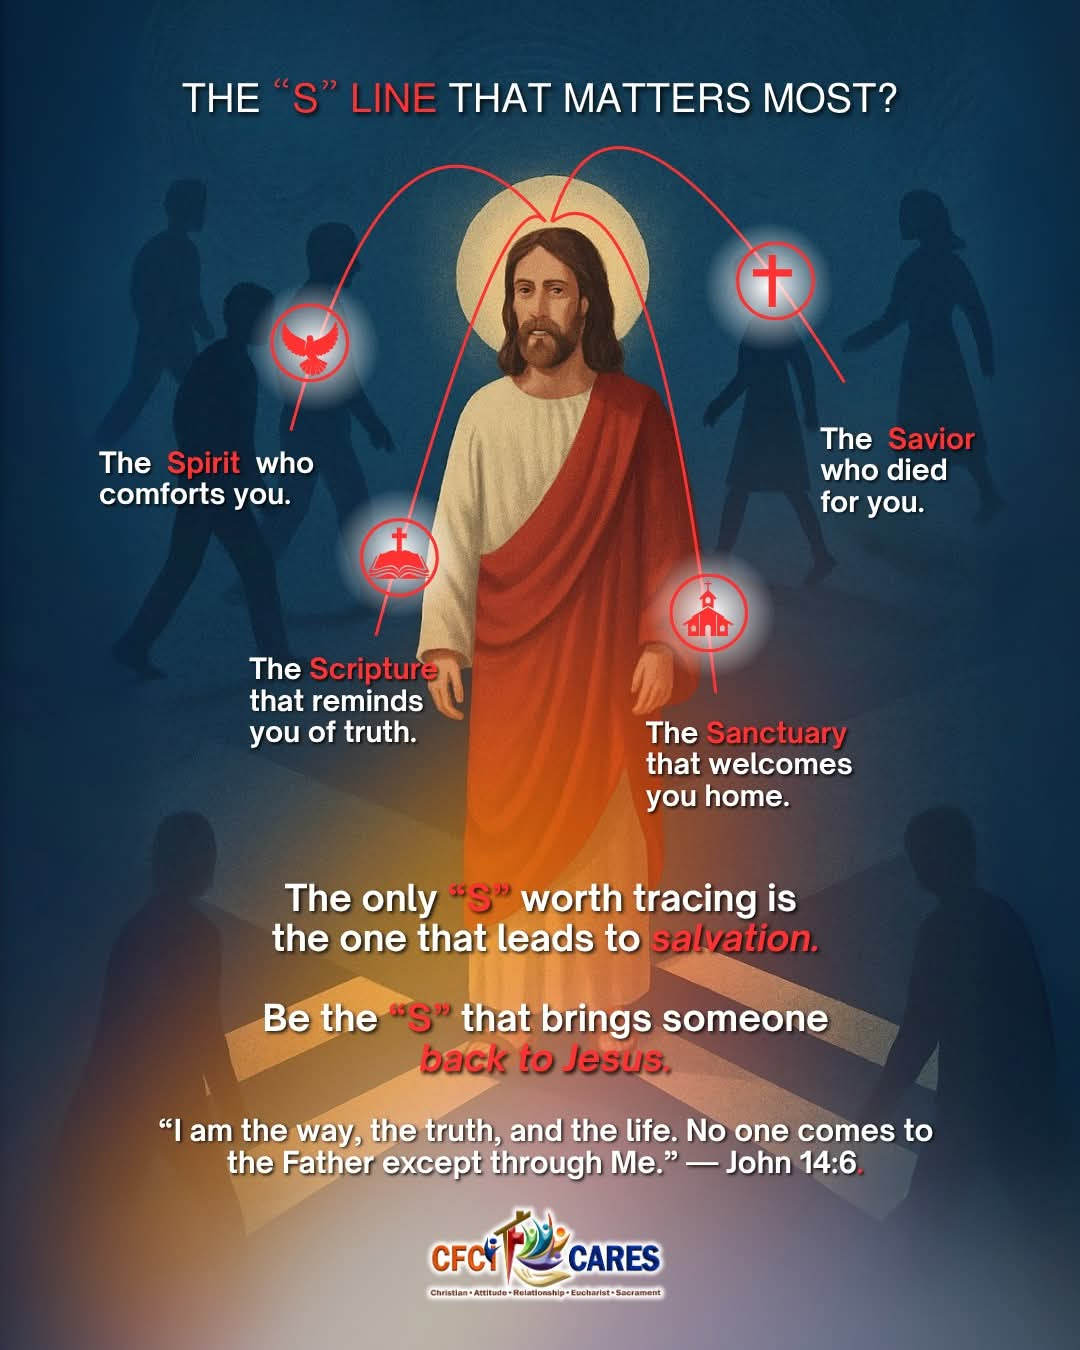 THE “S” LINE THAT MATTERS MOST?
The Spirit who
comforts you.
The Savior
who died
for you.
The Scripture
that reminds
you of truth.
The Sanctuary
that welcomes
you home.
The only “S” worth tracing is
the one that leads to salvation.
Be the “S” that brings someone
back to Jesus.
“I am the way, the truth, and the life. No one comes to
the Father except through Me.” — John 14:6.
CFCI CARES
Christian • Attitude • Relationship • Eucharist • Sacrament